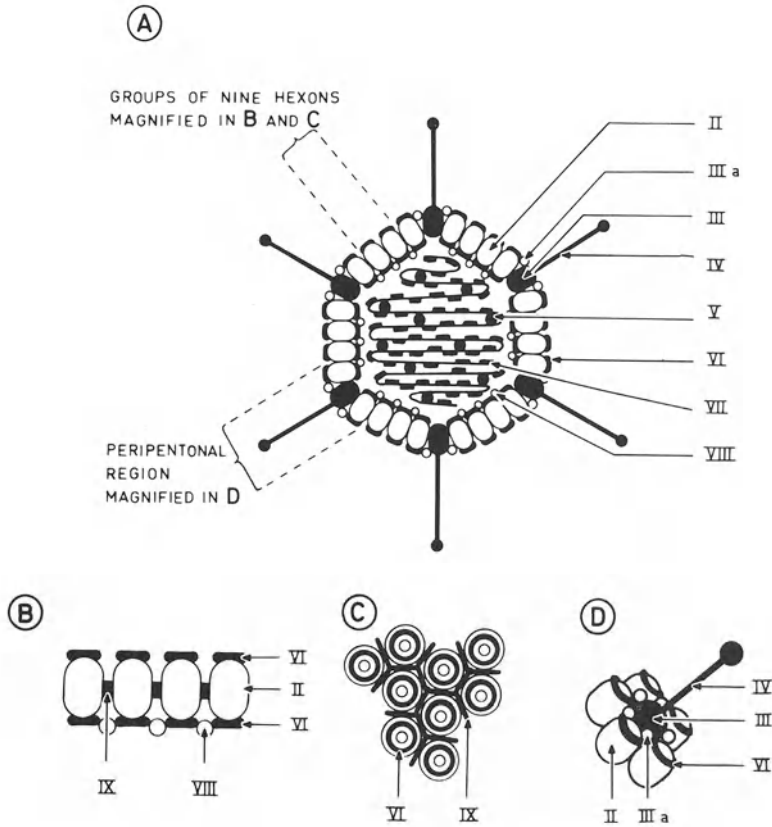 A
GROUPS OF NINE HEXONS
MAGNIFIED IN B AND C
II
III a
III
IV
V
VI
VII
VIII
PERIPENTONAL
REGION
MAGNIFIED IN D
B
VI
II
VI
IX
VIII
C
VI
IX
D
IV
III
VI
II
III a